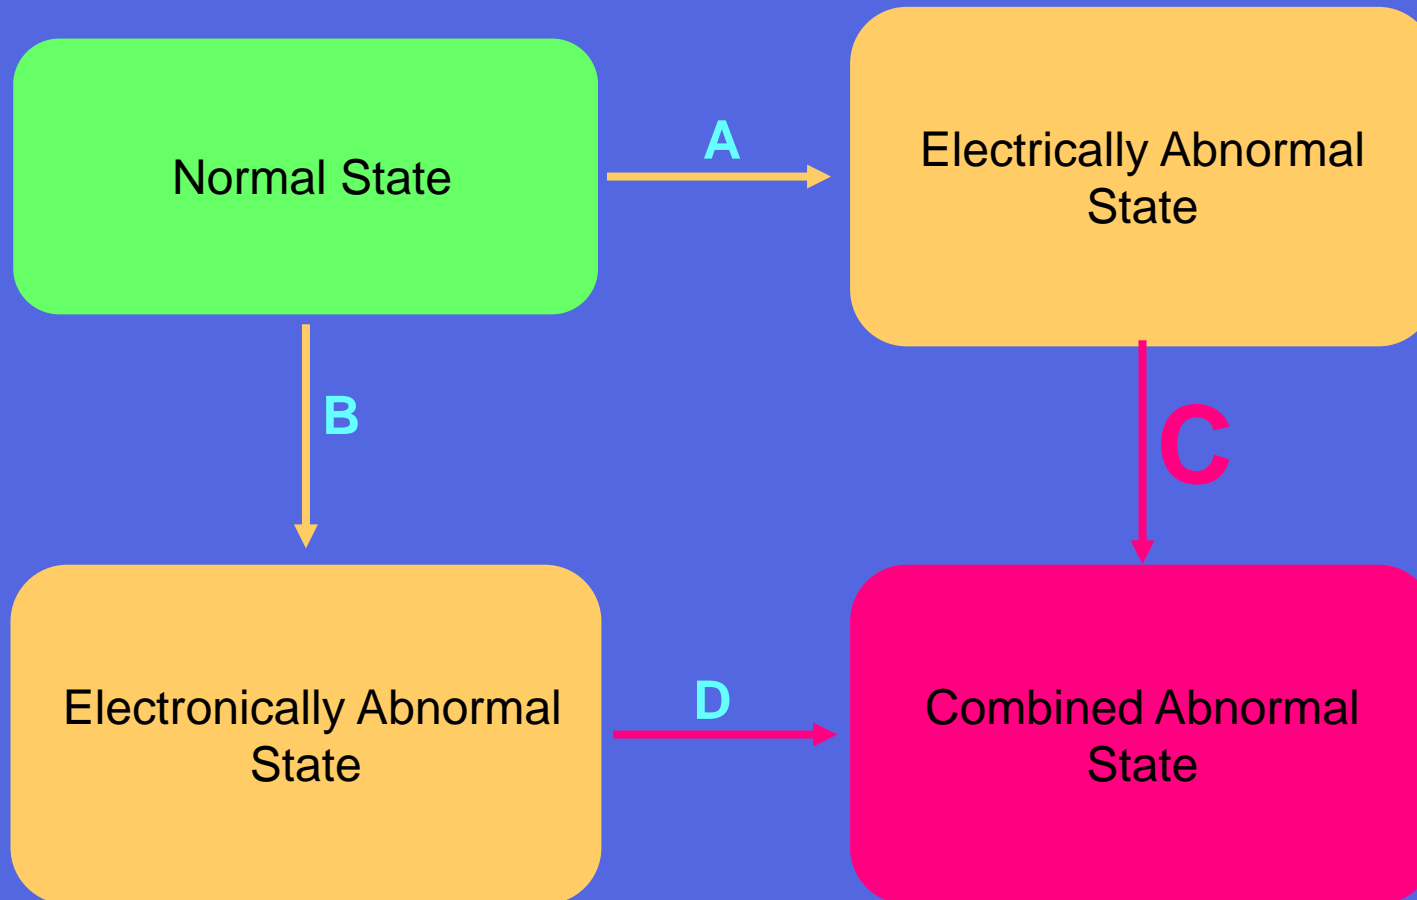 Normal State
A
Electrically Abnormal
State
B
C
Electronically Abnormal
State
D
Combined Abnormal
State